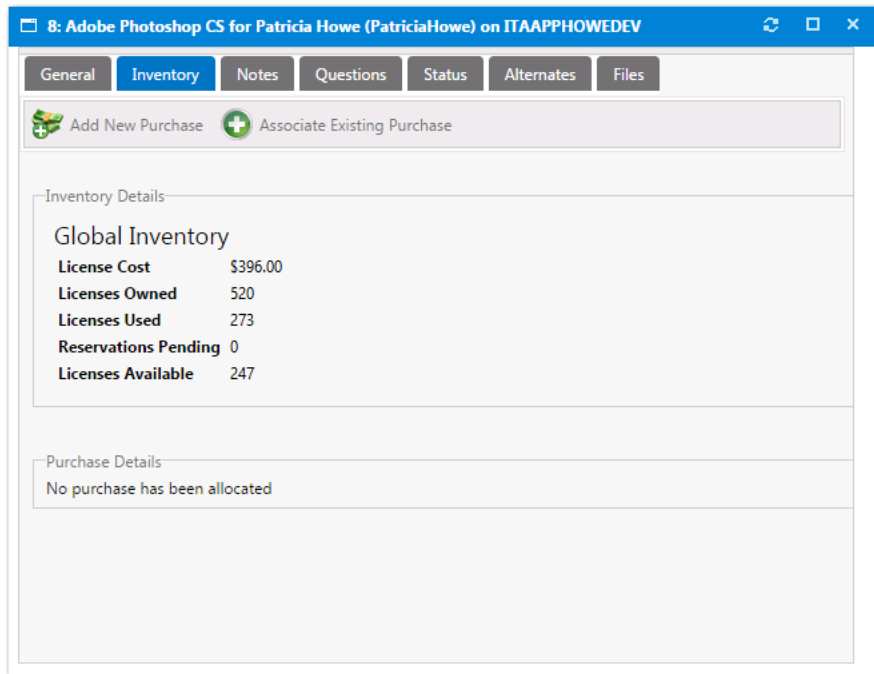 8: Adobe Photoshop CS for Patricia Howe (PatriciaHowe) on ITAAPPHOWEDEV
General Inventory Notes Questions Status Alternates Files
Add New Purchase Associate Existing Purchase
Inventory Details
Global Inventory
License Cost $396.00
Licenses Owned 520
Licenses Used 273
Reservations Pending 0
Licenses Available 247
Purchase Details
No purchase has been allocated